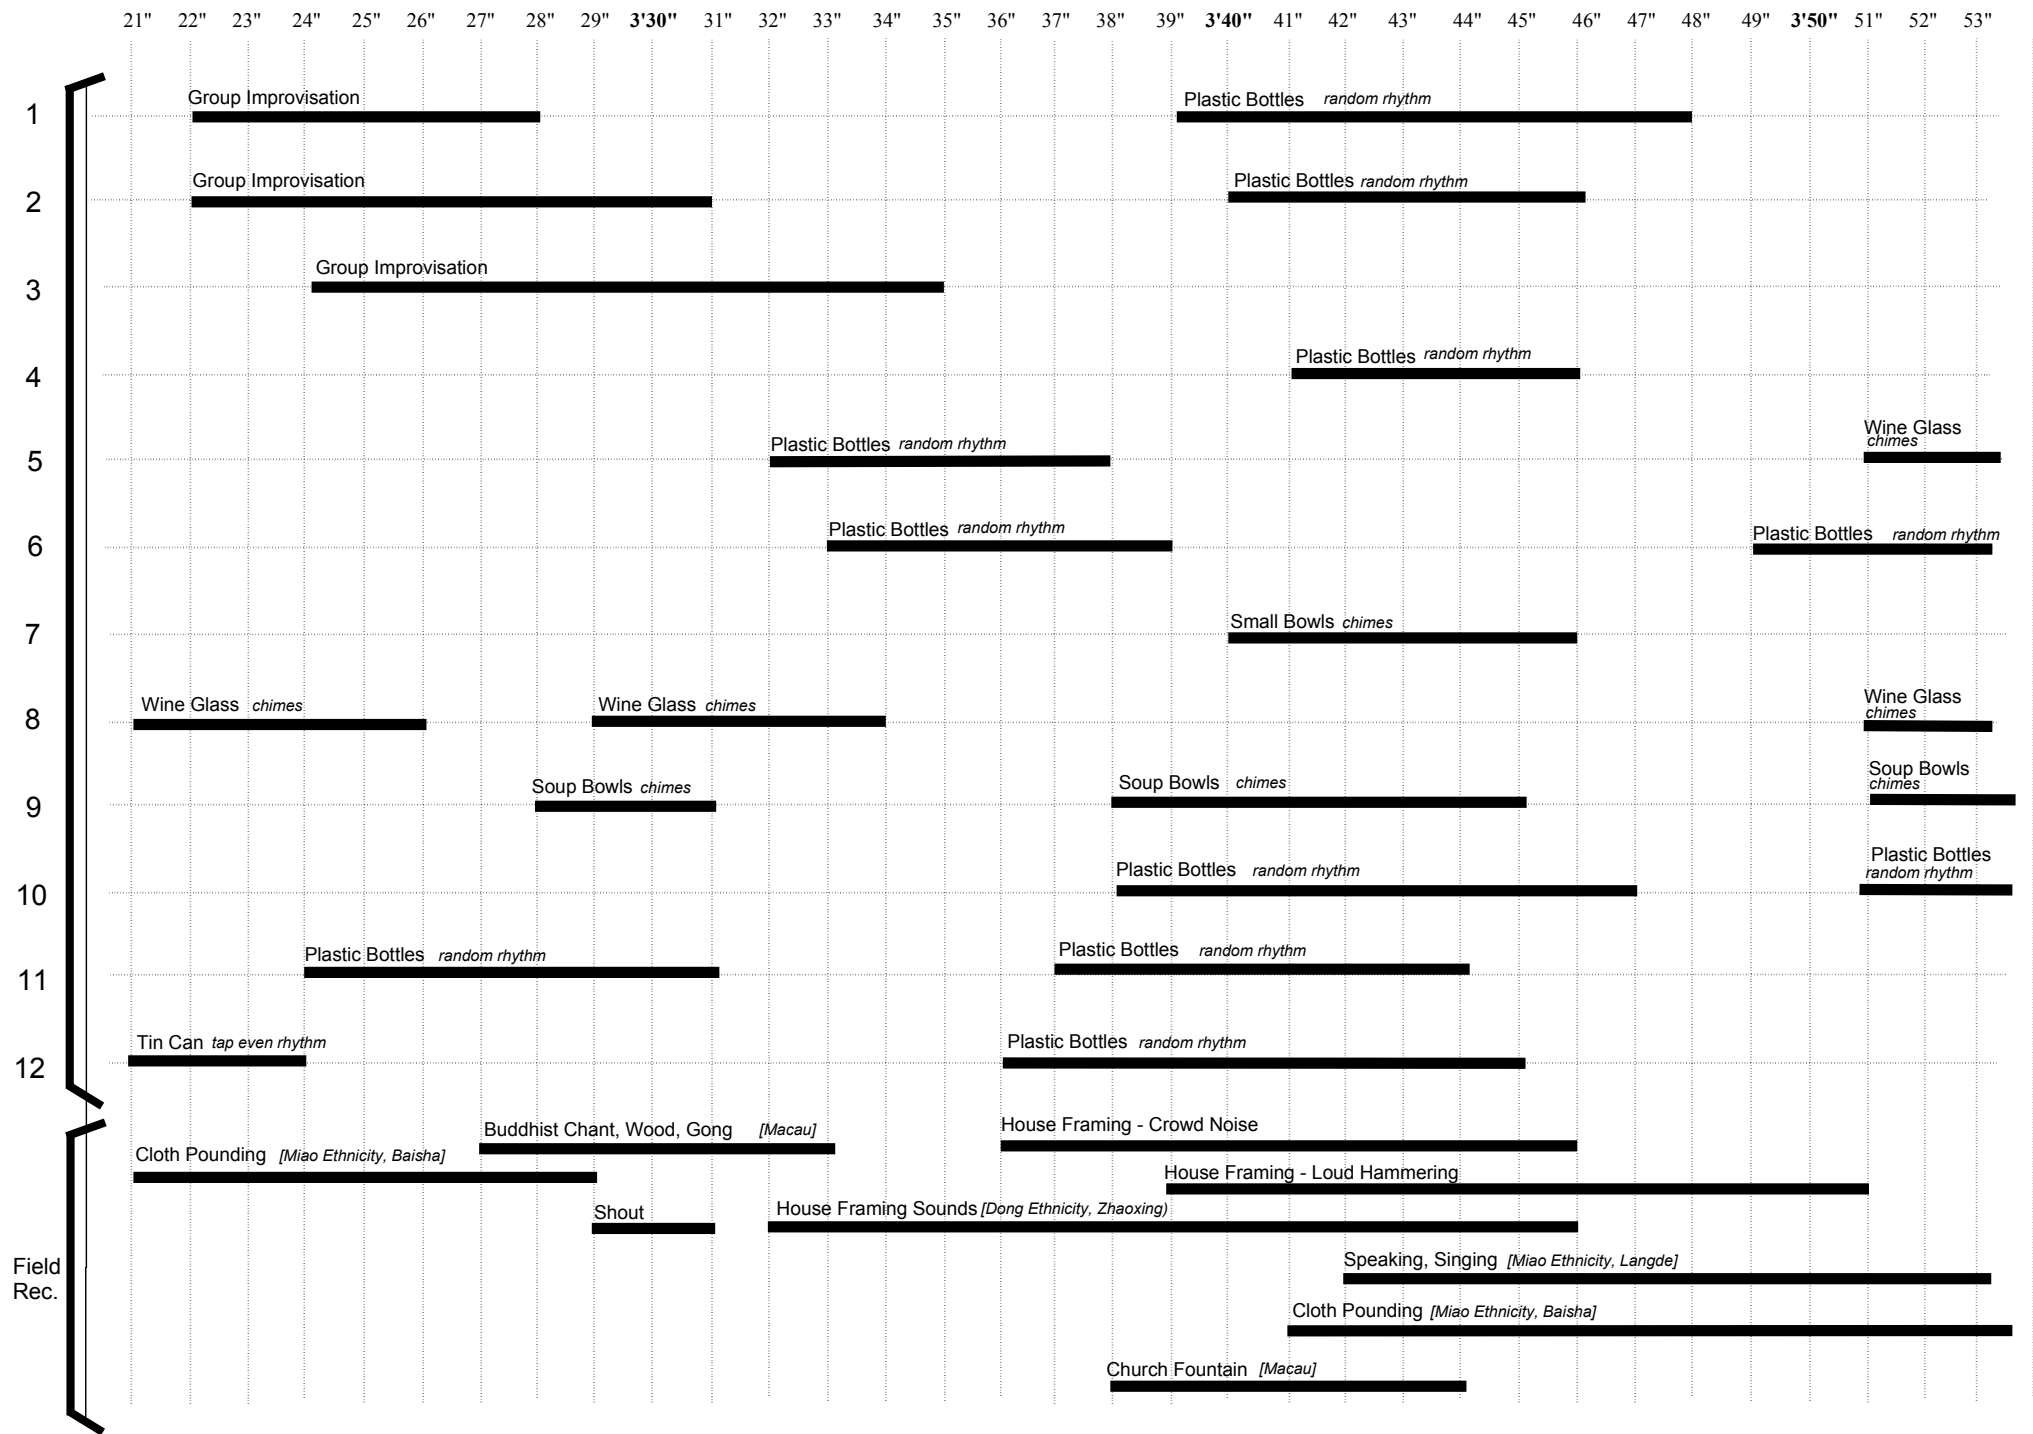 21" 22" 23" 24" 25" 26" 27" 28" 29" 3'30" 31" 32" 33" 34" 35" 36" 37" 38" 39" 3'40" 41" 42" 43" 44" 45" 46" 47" 48" 49" 3'50" 51" 52" 53"
1 Group Improvisation Plastic Bottles random rhythm
2 Group Improvisation Plastic Bottles random rhythm
3 Group Improvisation
4 Plastic Bottles random rhythm
5 Plastic Bottles random rhythm Wine Glass
chimes
6 Plastic Bottles random rhythm Plastic Bottles random rhythm
7 Small Bowls chimes
8 Wine Glass chimes Wine Glass chimes Wine Glass
chimes
9 Soup Bowls chimes Soup Bowls chimes Soup Bowls
chimes
10 Plastic Bottles random rhythm Plastic Bottles
random rhythm
11 Plastic Bottles random rhythm Plastic Bottles random rhythm
12 Tin Can tap even rhythm Plastic Bottles random rhythm
Buddhist Chant, Wood, Gong [Macau] House Framing - Crowd Noise
Cloth Pounding [Miao Ethnicity, Baisha]
House Framing - Loud Hammering
Shout House Framing Sounds [Dong Ethnicity, Zhaoxing)
Field
Rec.
Speaking, Singing [Miao Ethnicity, Langde]
Cloth Pounding [Miao Ethnicity, Baisha]
Church Fountain [Macau]